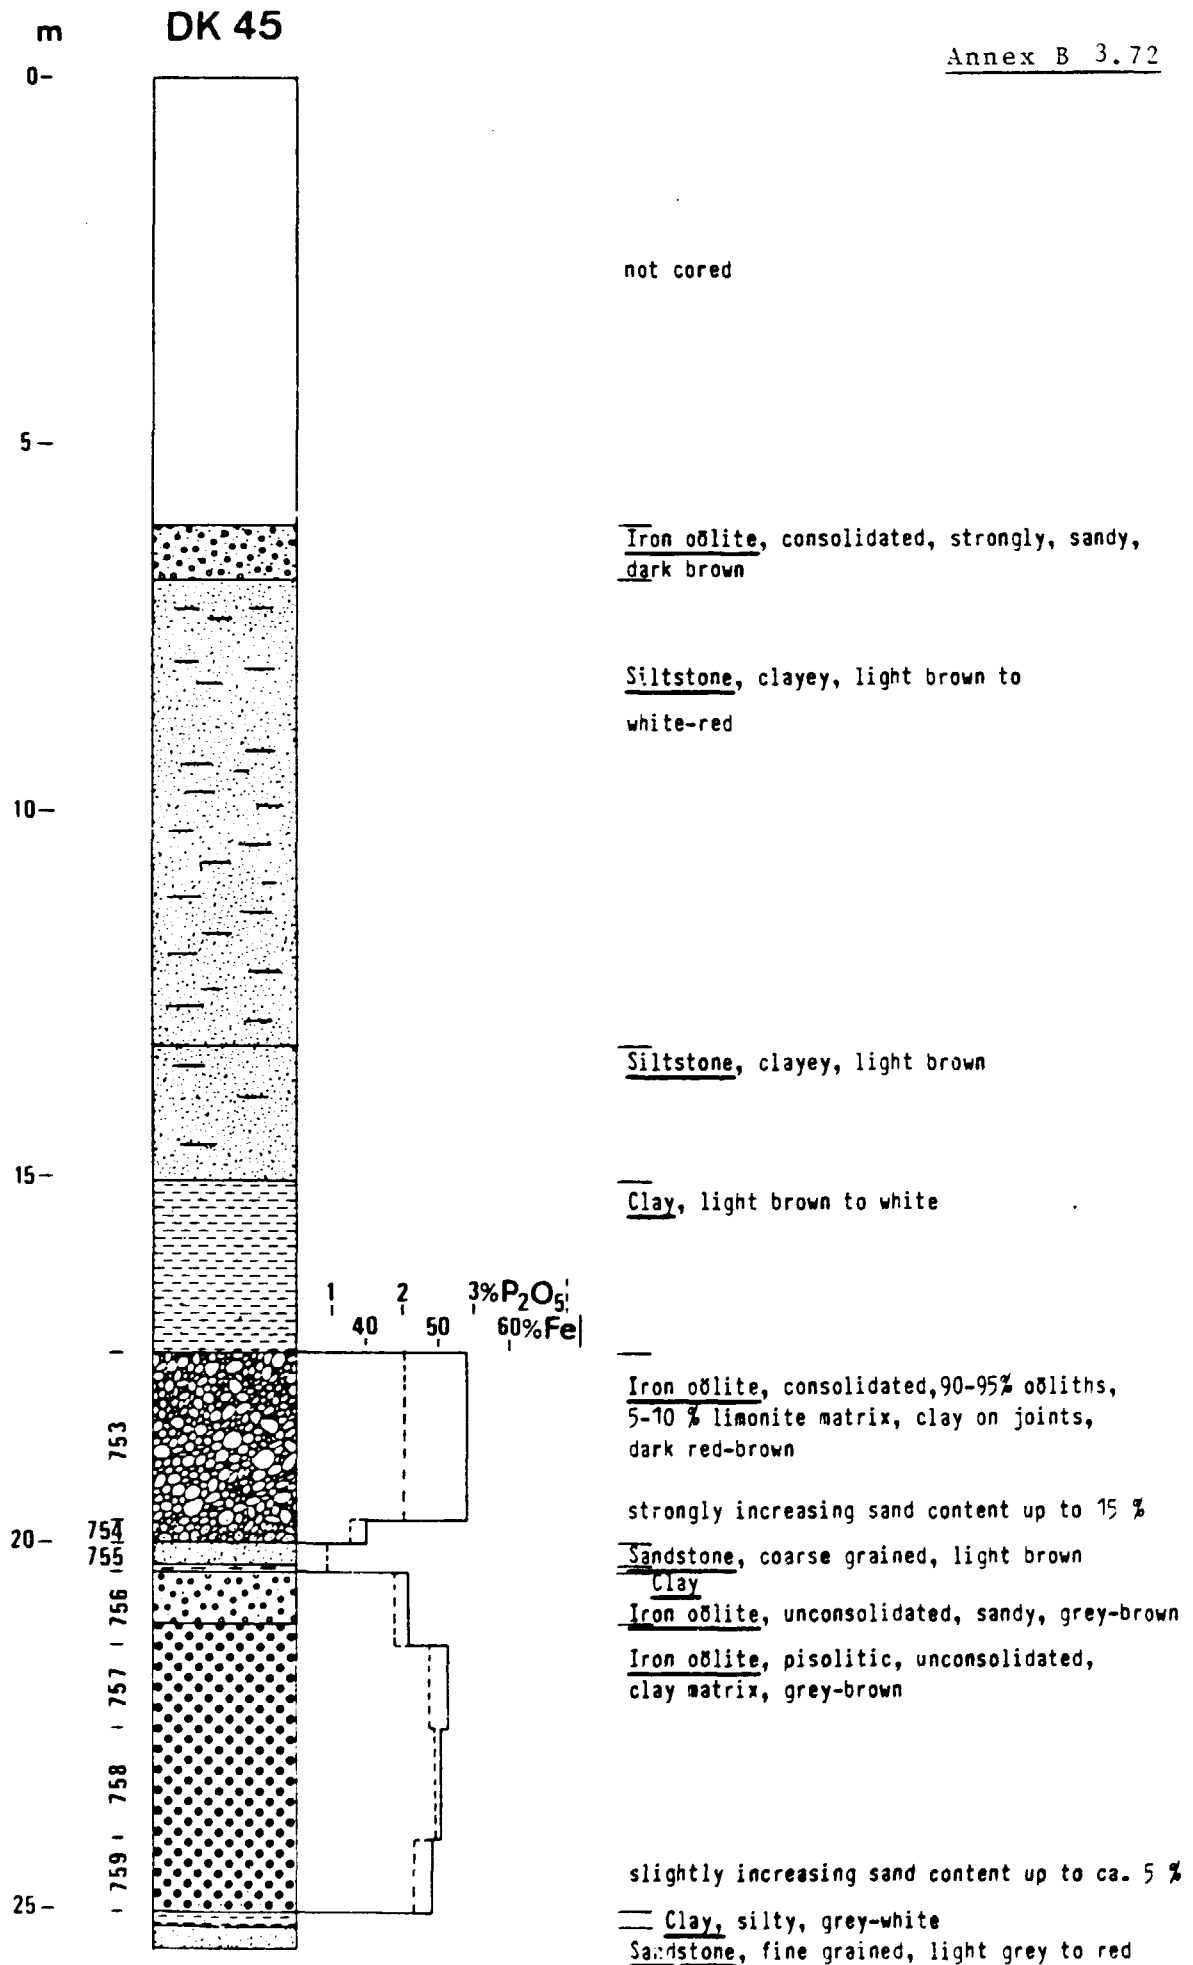 m DK 45
Annex B 3.72
0-
not cored
5-
Iron oölite, consolidated, strongly, sandy,
dark brown
Siltstone, clayey, light brown to
white-red
10-
Siltstone, clayey, light brown
15-
Clay, light brown to white
1 2 3%P₂O₅
40 50 60%Fe
753
Iron oölite, consolidated,90-95% oöliths,
5-10 % limonite matrix, clay on joints,
dark red-brown
strongly increasing sand content up to 15 %
754
20-
755
Sandstone, coarse grained, light brown
Clay
756
Iron oölite, unconsolidated, sandy, grey-brown
757
Iron oölite, pisolitic, unconsolidated,
clay matrix, grey-brown
758
759
slightly increasing sand content up to ca. 5 %
25-
Clay, silty, grey-white
Sandstone, fine grained, light grey to red